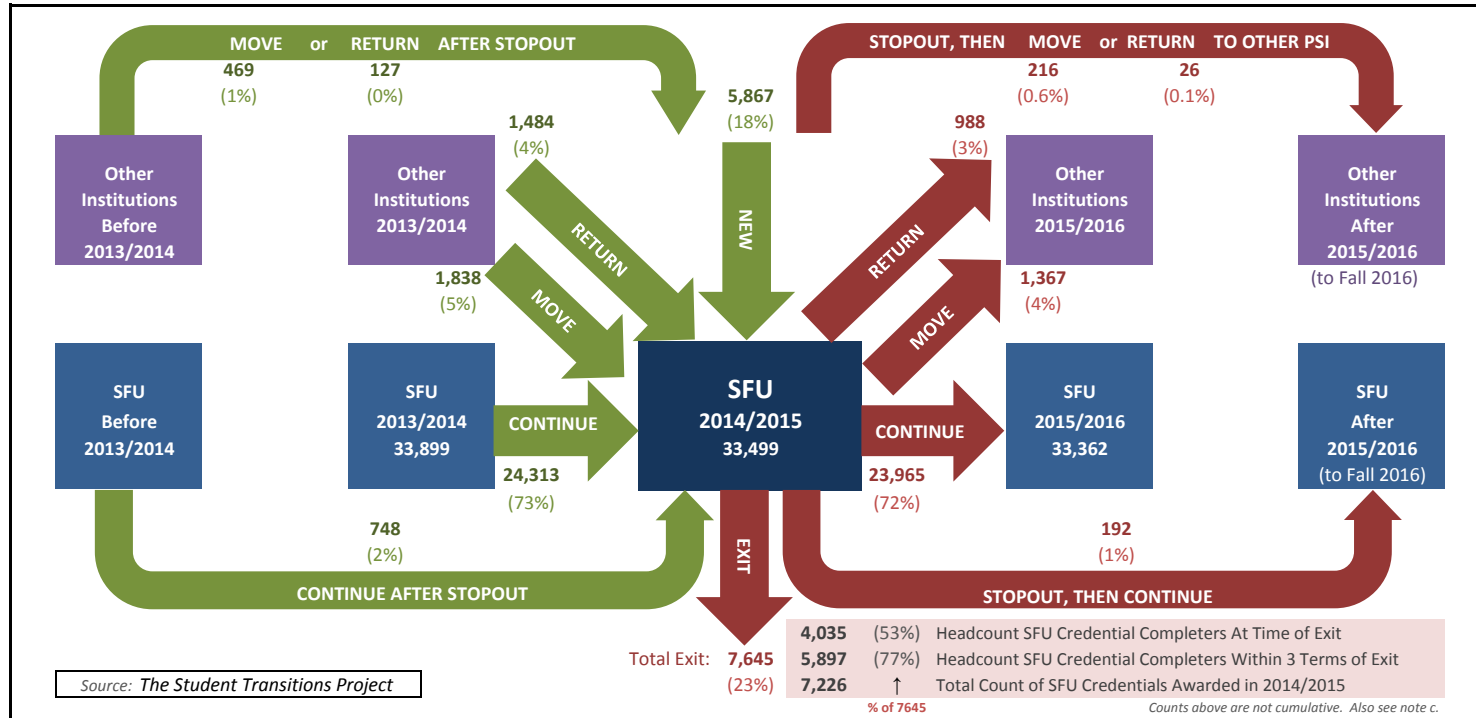 MOVE or RETURN AFTER STOPOUT
469 127
(1%) (0%)
STOPOUT, THEN MOVE or RETURN TO OTHER PSI
216 26
(0.6%) (0.1%)
5,867
(18%)
1,484
(4%)
988
(3%)
Other
Institutions
Before
2013/2014
Other
Institutions
2013/2014
RETURN
NEW
RETURN
Other
Institutions
2015/2016
Other
Institutions
After
2015/2016
(to Fall 2016)
1,838
(5%)
MOVE
MOVE
1,367
(4%)
SFU
Before
2013/2014
SFU
2013/2014
33,899
CONTINUE
24,313
(73%)
SFU
2014/2015
33,499
CONTINUE
23,965
(72%)
SFU
2015/2016
33,362
SFU
After
2015/2016
(to Fall 2016)
748
(2%)
CONTINUE AFTER STOPOUT
EXIT
192
(1%)
STOPOUT, THEN CONTINUE
Total Exit: 7,645
(23%)
4,035 (53%) Headcount SFU Credential Completers At Time of Exit
5,897 (77%) Headcount SFU Credential Completers Within 3 Terms of Exit
7,226 ↑ Total Count of SFU Credentials Awarded in 2014/2015
% of 7645
Counts above are not cumulative. Also see note c.
Source: The Student Transitions Project